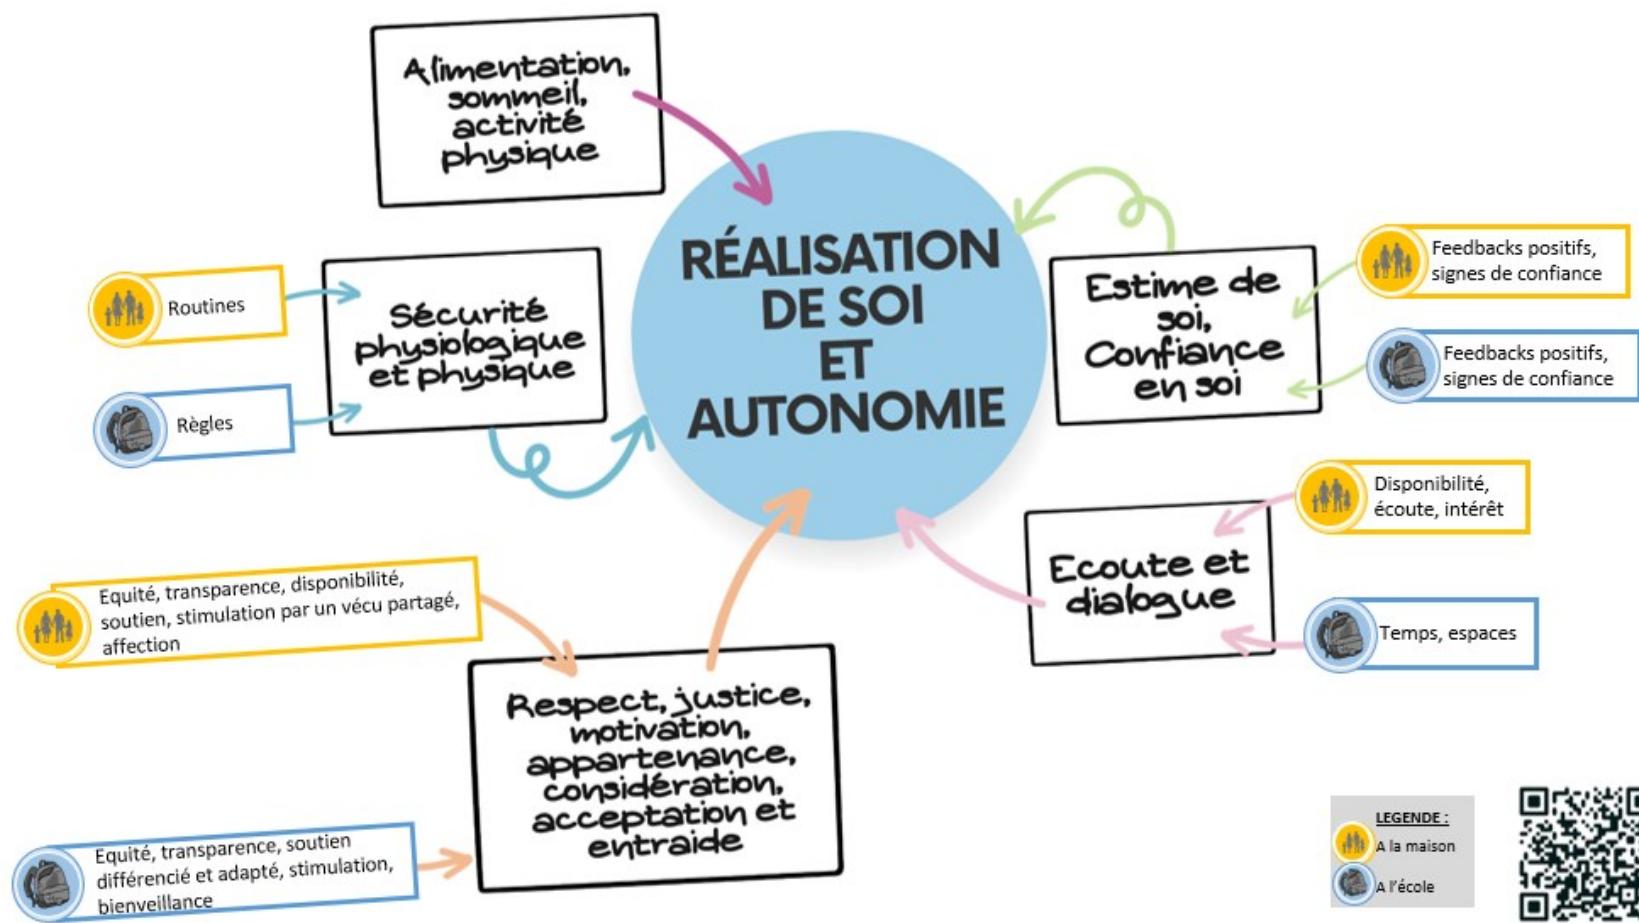 Alimentation,
sommeil,
activité
physique
RÉALISATION
DE SOI
ET
AUTONOMIE
Routines
Règles
Sécurité
physiologique
et physique
Estime de
soi,
Confiance
en soi
Feedbacks positifs,
signes de confiance
Feedbacks positifs,
signes de confiance
Ecoute et
dialogue
Disponibilité,
écoute, intérêt
Temps, espaces
Equité, transparence, disponibilité,
soutien, stimulation par un vécu partagé,
affection
Respect, justice,
motivation,
appartenance,
considération,
acceptation et
entraide
Equité, transparence, soutien
différencié et adapté, stimulation,
bienveillance
LEGENDE :
A la maison
A l'école